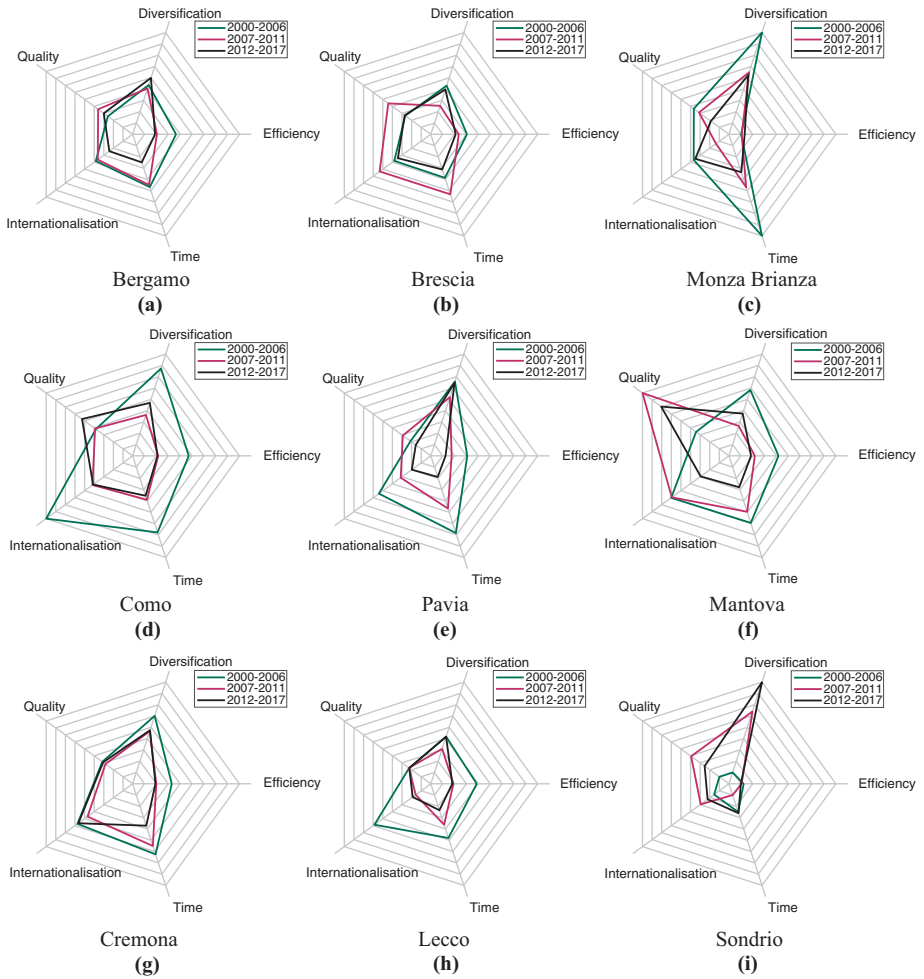 Diversification
2000-2006
2007-2011
2012-2017
Quality
Efficiency
Internationalisation
Time
Bergamo
(a)
Diversification
2000-2006
2007-2011
2012-2017
Quality
Efficiency
Internationalisation
Time
Brescia
(b)
Diversification
2000-2006
2007-2011
2012-2017
Quality
Efficiency
Internationalisation
Time
Monza Brianza
(c)
Diversification
2000-2006
2007-2011
2012-2017
Quality
Efficiency
Internationalisation
Time
Como
(d)
Diversification
2000-2006
2007-2011
2012-2017
Quality
Efficiency
Internationalisation
Time
Pavia
(e)
Diversification
2000-2006
2007-2011
2012-2017
Quality
Efficiency
Internationalisation
Time
Mantova
(f)
Diversification
2000-2006
2007-2011
2012-2017
Quality
Efficiency
Internationalisation
Time
Cremona
(g)
Diversification
2000-2006
2007-2011
2012-2017
Quality
Efficiency
Internationalisation
Time
Lecco
(h)
Diversification
2000-2006
2007-2011
2012-2017
Quality
Efficiency
Internationalisation
Time
Sondrio
(i)